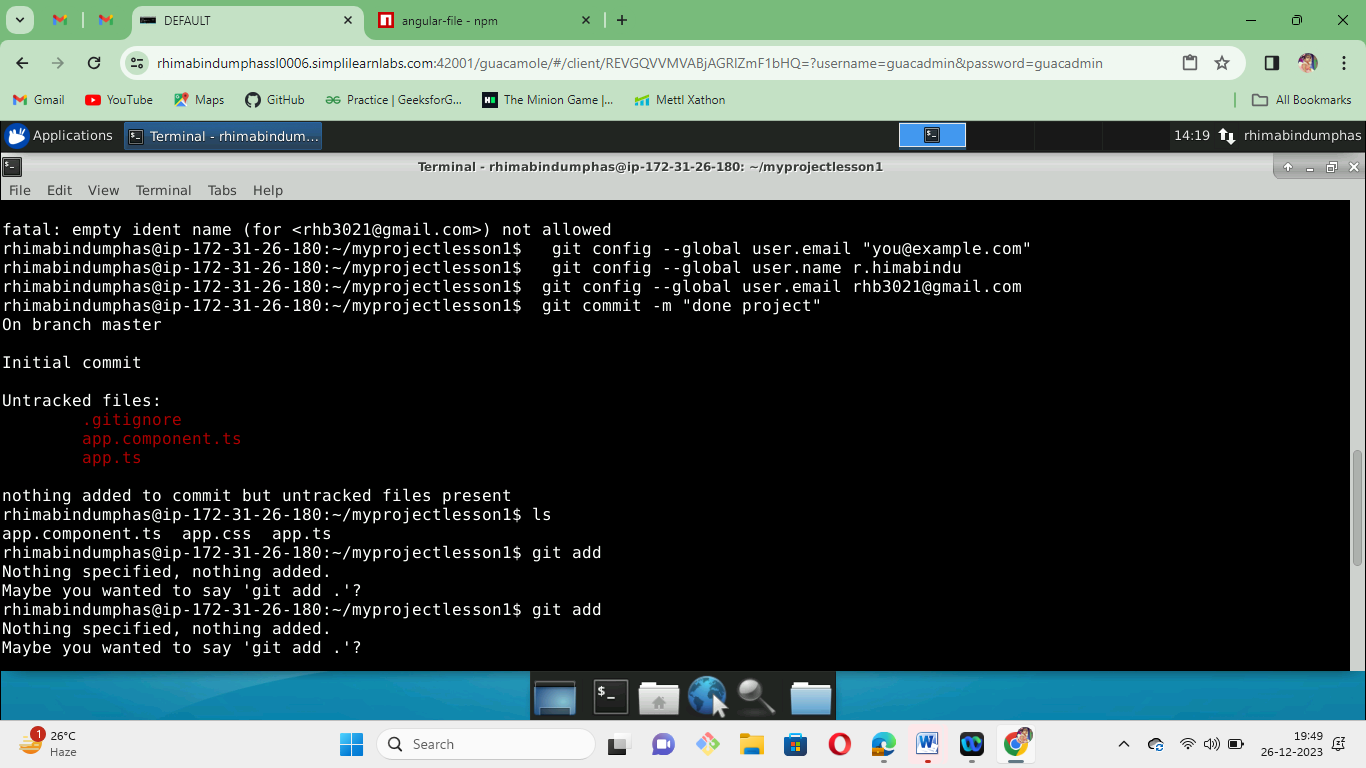 DEFAULT
angular-file - npm
rhimabindumphassl0006.simplilearnlabs.com:42001/guacamole/#/client/REVGQVVMVABjAGRlZmF1bHQ=?username=guacadmin&password=guacadmin
Gmail YouTube Maps GitHub Practice | GeeksforG... The Minion Game |... Mettl Xathon All Bookmarks
Applications Terminal - rhimabindum... 14:19 rhimabindumphas
Terminal - rhimabindumphas@ip-172-31-26-180: ~/myprojectlesson1
File Edit View Terminal Tabs Help
fatal: empty ident name (for <rhb3021@gmail.com>) not allowed
rhimabindumphas@ip-172-31-26-180:~/myprojectlesson1$   git config --global user.email "you@example.com"
rhimabindumphas@ip-172-31-26-180:~/myprojectlesson1$   git config --global user.name r.himabindu
rhimabindumphas@ip-172-31-26-180:~/myprojectlesson1$  git config --global user.email rhb3021@gmail.com
rhimabindumphas@ip-172-31-26-180:~/myprojectlesson1$  git commit -m "done project"
On branch master
Initial commit
Untracked files:
.gitignore
app.component.ts
app.ts
nothing added to commit but untracked files present
rhimabindumphas@ip-172-31-26-180:~/myprojectlesson1$ ls
app.component.ts  app.css  app.ts
rhimabindumphas@ip-172-31-26-180:~/myprojectlesson1$ git add
Nothing specified, nothing added.
Maybe you wanted to say 'git add .'?
rhimabindumphas@ip-172-31-26-180:~/myprojectlesson1$ git add
Nothing specified, nothing added.
Maybe you wanted to say 'git add .'?
1
26°C
Haze
Search
19:49
26-12-2023